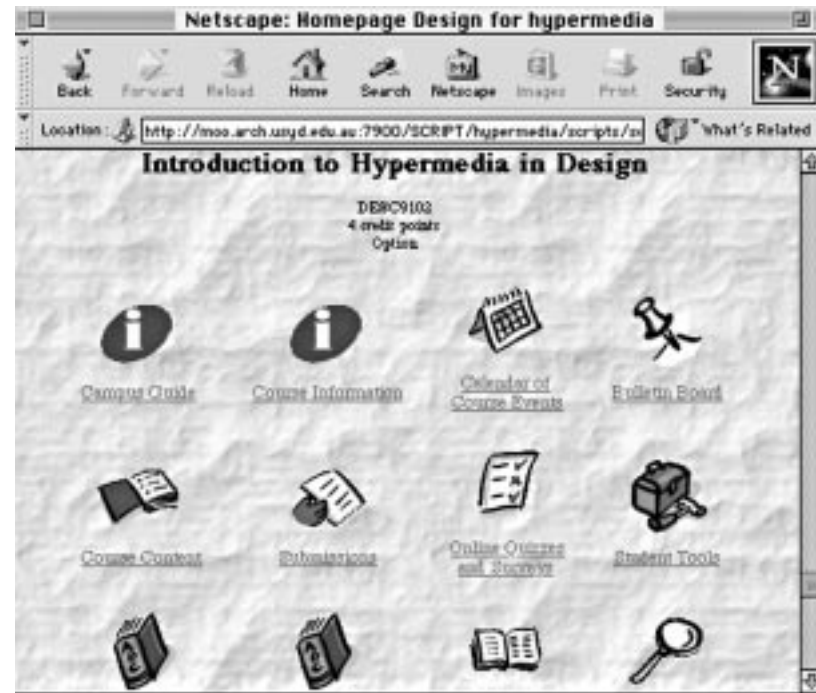 Netscape: Homepage Design for hypermedia
Back Forward Reload Home Search Netscape Images Print Security
N
Location: http://moo.arch.usyd.edu.au:7900/SCRIPT/hypermedia/scripts/se What's Related
Introduction to Hypermedia in Design
DESC9102
4 credit points
Option
Campus Guide
Course Information
Calendar of
Course Events
Bulletin Board
Course Content
Submissions
Online Quizzes
and Surveys
Student Tools